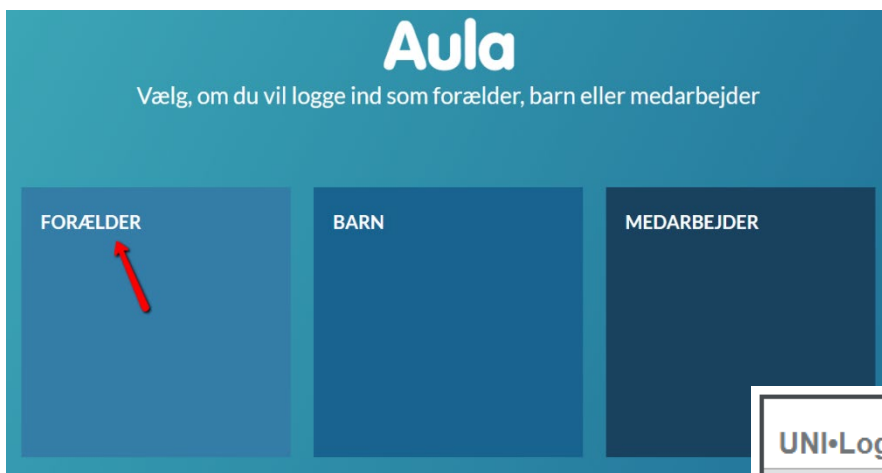 Aula
Vælg, om du vil logge ind som forælder, barn eller medarbejder
FORÆLDER
BARN
MEDARBEJDER